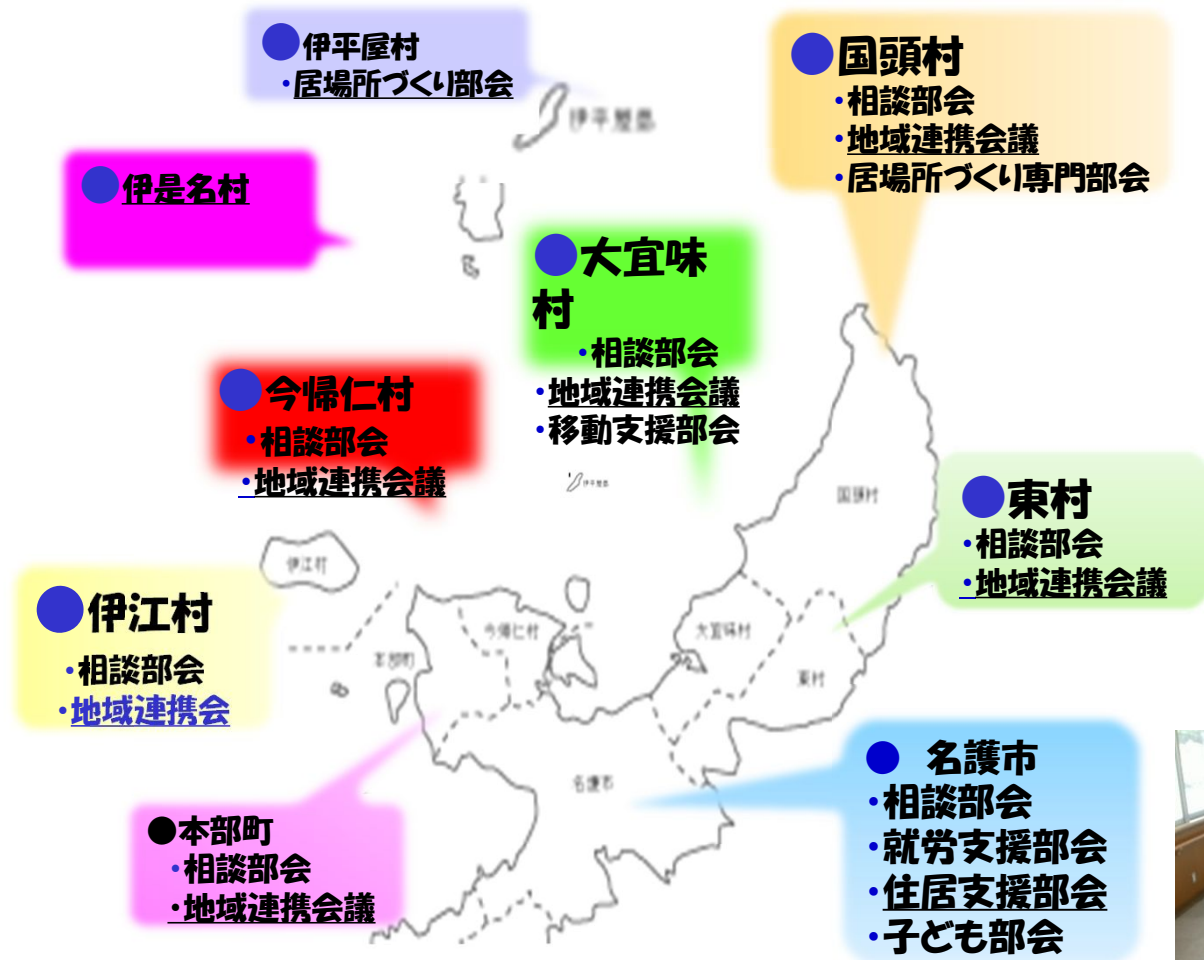 ●伊平屋村
・居場所づくり部会
●国頭村
・相談部会
・地域連携会議
・居場所づくり専門部会
伊平屋島
●伊是名村
●大宜味
村
・相談部会
・地域連携会議
・移動支援部会
●今帰仁村
・相談部会
・地域連携会議
国頭村
●東村
・相談部会
・地域連携会議
伊江村
●伊江村
・相談部会
・地域連携会
今帰仁村
本部町
大宜味村
東村
名護市
●本部町
・相談部会
・地域連携会議
● 名護市
・相談部会
・就労支援部会
・住居支援部会
・子ども部会